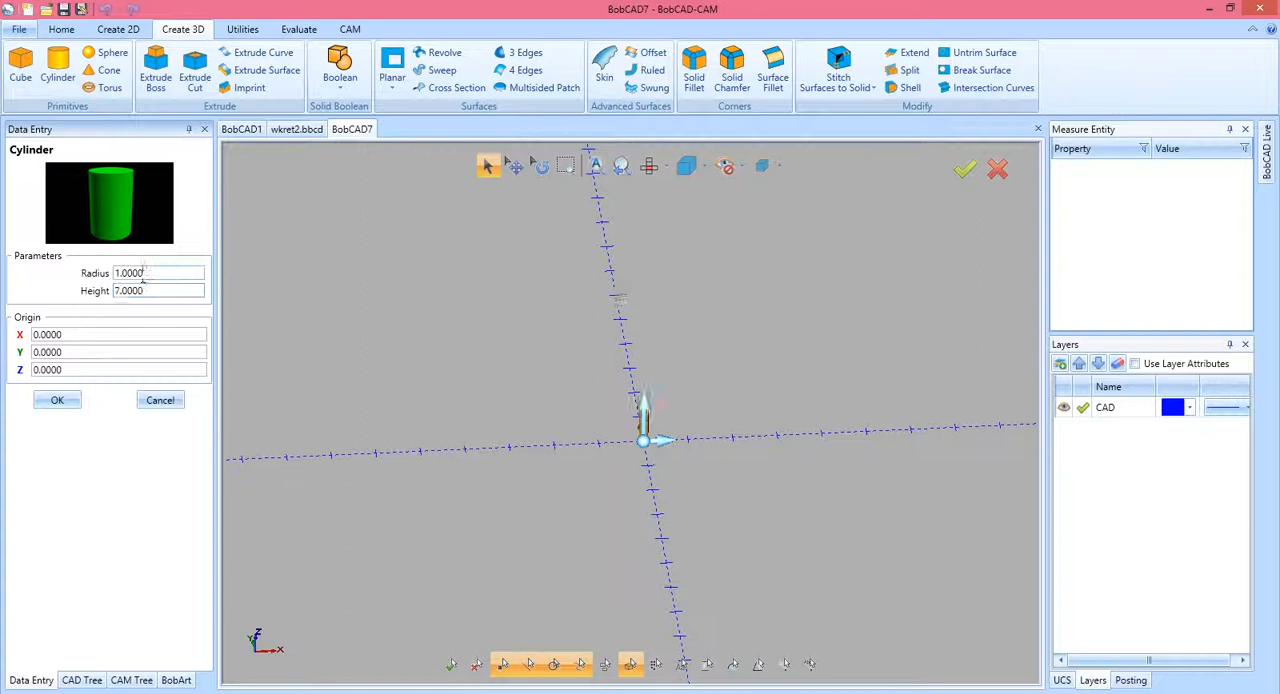 BobCAD7 - BobCAD-CAM
File Home Create 2D Create 3D Utilities Evaluate CAM
Cube Cylinder Sphere Cone Torus
Primitives
Extrude Boss Extrude Cut Extrude Curve Extrude Surface Imprint
Extrude
Boolean
Solid Boolean
Planar Revolve Sweep Cross Section 3 Edges 4 Edges Multisided Patch
Surfaces
Skin Offset Ruled Swung
Advanced Surfaces
Solid Fillet Solid Chamfer Surface Fillet
Corners
Stitch Surfaces to Solid Extend Split Shell Untrim Surface Break Surface Intersection Curves
Modify
Data Entry
BobCAD1 wkret2.bbcd BobCAD7
Cylinder
Parameters
Radius 1.0000
Height 7.0000
Origin
X 0.0000
Y 0.0000
Z 0.0000
OK Cancel
Z
Y
X
Data Entry CAD Tree CAM Tree BobArt
Measure Entity
Property Value
BobCAD Live
Layers
Use Layer Attributes
Name
CAD
UCS Layers Posting